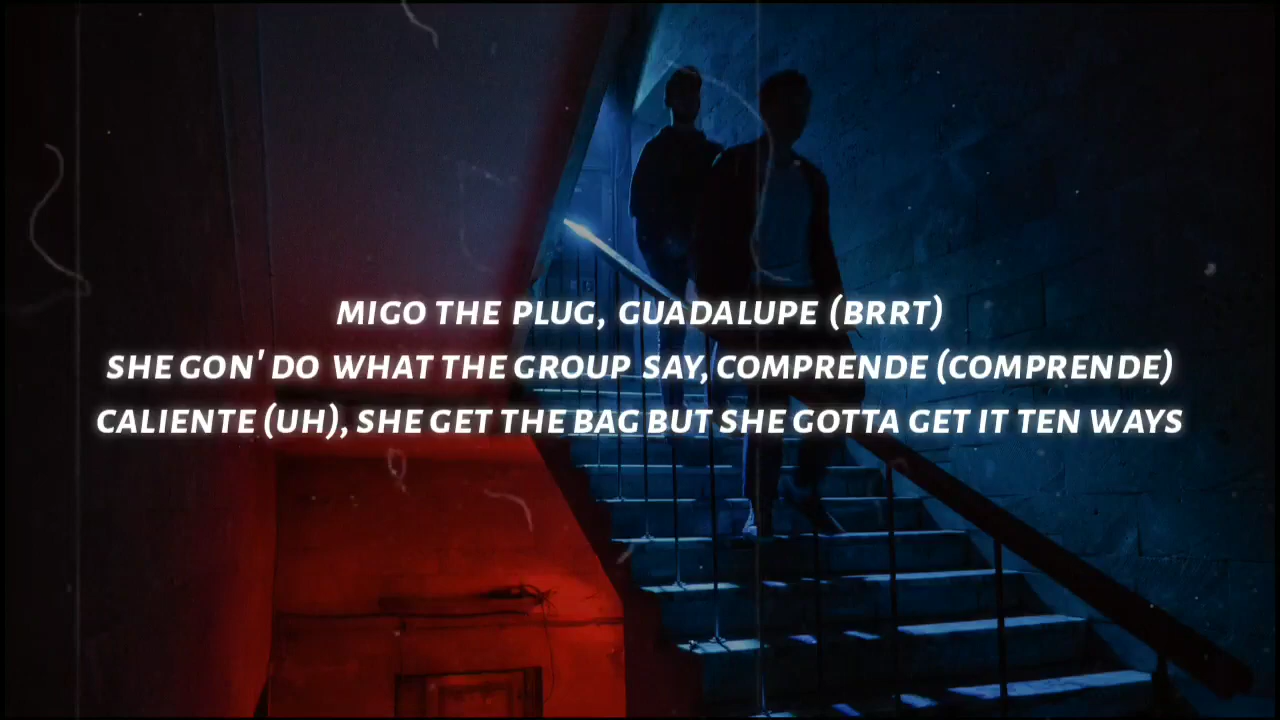 MIGO THE PLUG, GUADALUPE (BRRT)
SHE GON' DO WHAT THE GROUP SAY, COMPRENDE (COMPRENDE)
CALIENTE (UH), SHE GET THE BAG BUT SHE GOTTA GET IT TEN WAYS